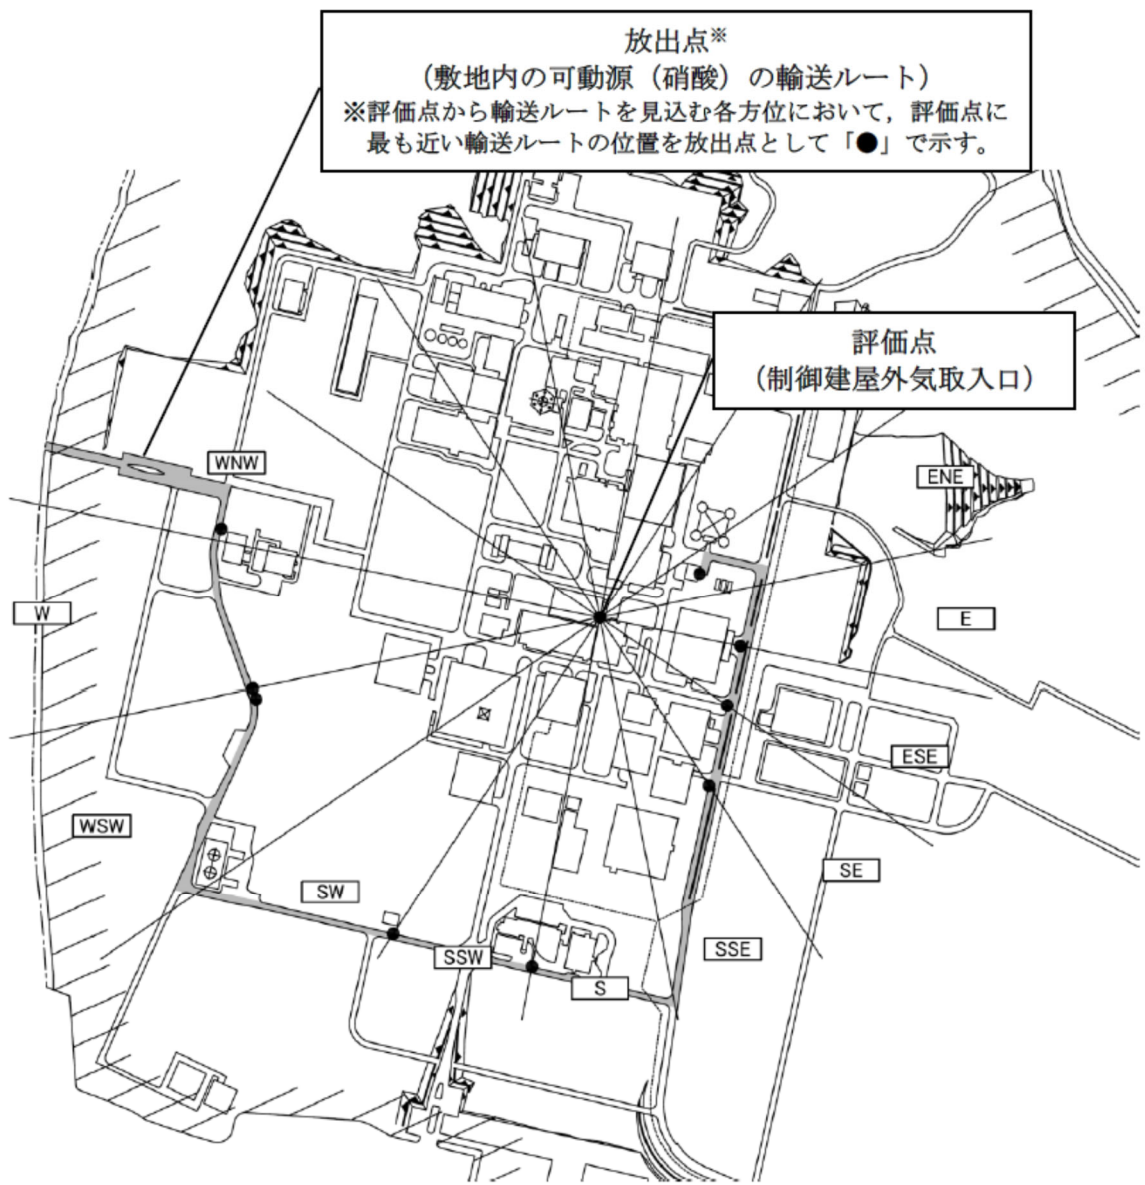 放出点※
（敷地内の可動源（硝酸）の輸送ルート）
※評価点から輸送ルートを見込む各方位において，評価点に
最も近い輸送ルートの位置を放出点として「●」で示す。
評価点
（制御建屋外気取入口）
WNW
ENE
W
E
ESE
WSW
SE
SW
SSE
SSW
S